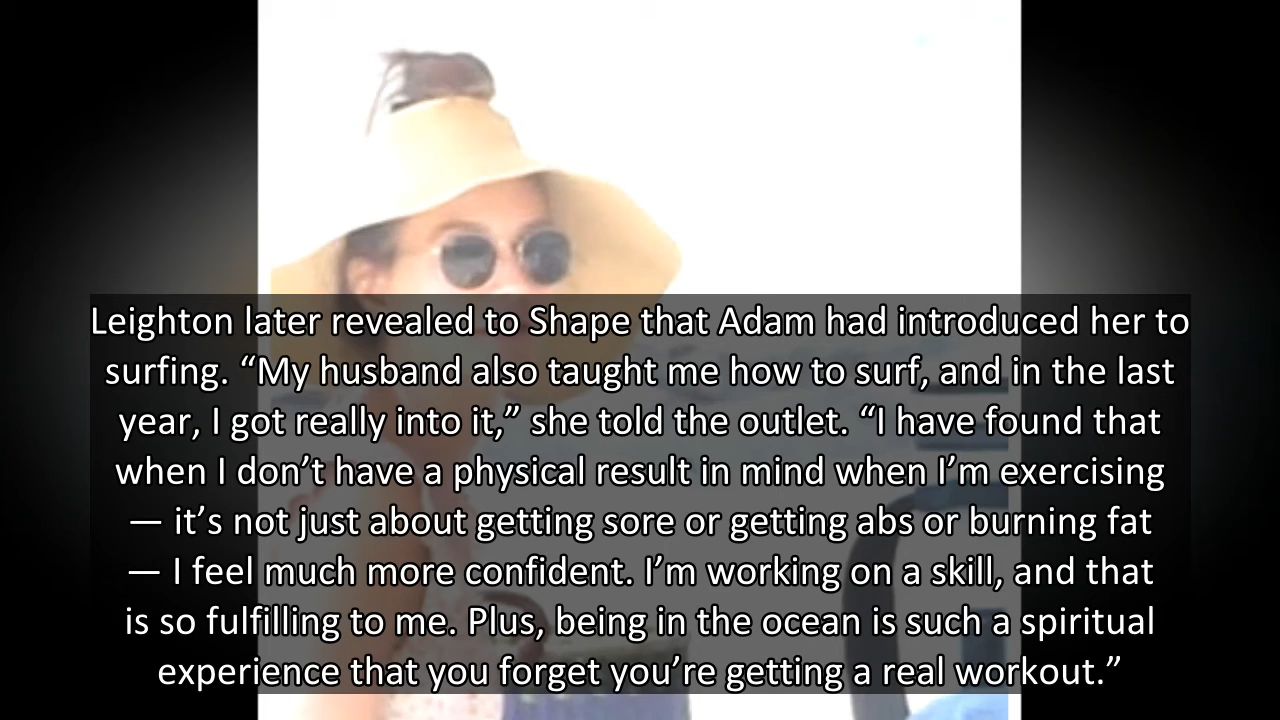 Leighton later revealed to Shape that Adam had introduced her to
surfing. “My husband also taught me how to surf, and in the last
year, I got really into it,” she told the outlet. “I have found that
when I don’t have a physical result in mind when I’m exercising
— it’s not just about getting sore or getting abs or burning fat
— I feel much more confident. I’m working on a skill, and that
is so fulfilling to me. Plus, being in the ocean is such a spiritual
experience that you forget you’re getting a real workout.”